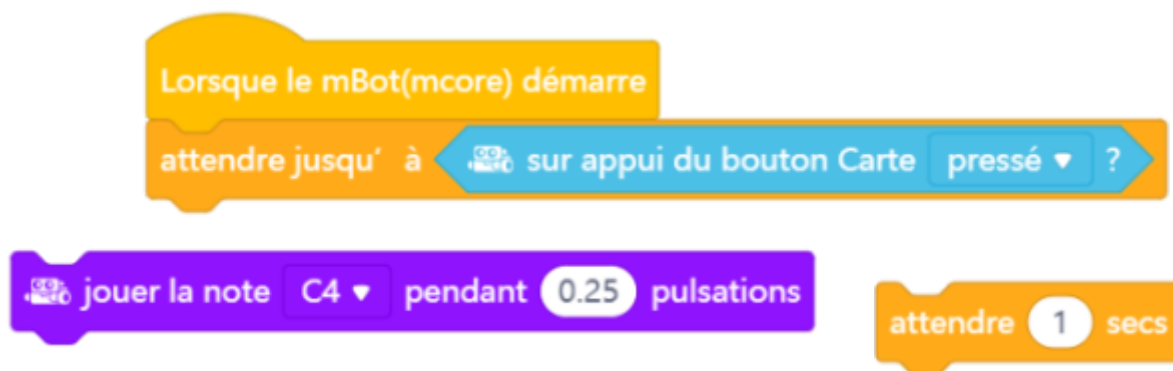 Lorsque le mBot(mcore) démarre
attendre jusqu' à sur appui du bouton Carte pressé ?
jouer la note C4 pendant 0.25 pulsations
attendre 1 secs